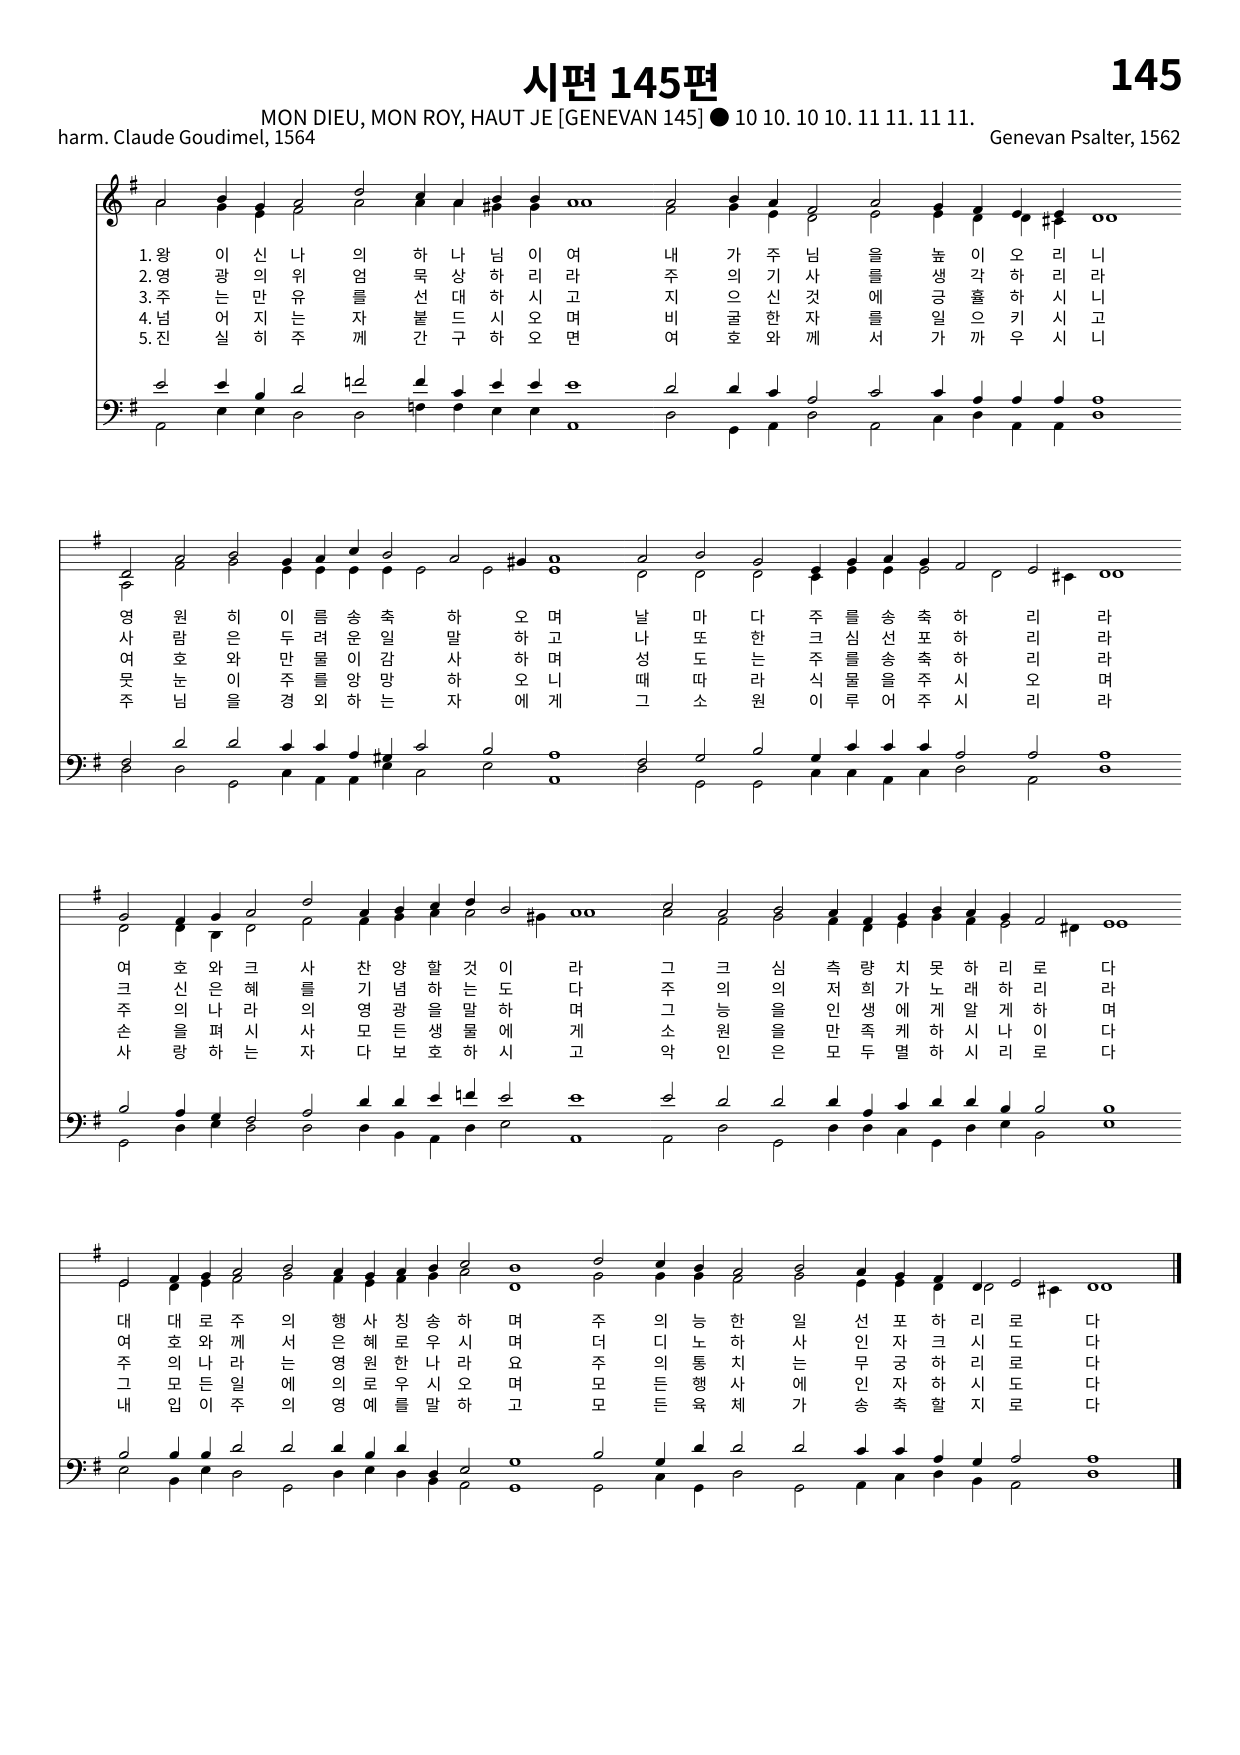 시편 145편
145
MON DIEU, MON ROY, HAUT JE [GENEVAN 145] ● 10 10. 10 10. 11 11. 11 11.
harm. Claude Goudimel, 1564
Genevan Psalter, 1562
1. 왕 이 신 나 의 하 나 님 이 여 내 가 주 님 을 높 이 오 리 니
2. 영 광 의 위 엄 묵 상 하 리 라 주 의 기 사 를 생 각 하 리 라
3. 주 는 만 유 를 선 대 하 시 고 지 으 신 것 에 긍 휼 하 시 니
4. 넘 어 지 는 자 붙 드 시 오 며 비 굴 한 자 를 일 으 키 시 고
5. 진 실 히 주 께 간 구 하 오 면 여 호 와 께 서 가 까 우 시 니
영 원 히 이 름 송 축 하 오 며 날 마 다 주 를 송 축 하 리 라
사 람 은 두 려 운 일 말 하 고 나 또 한 크 심 선 포 하 리 라
여 호 와 만 물 이 감 사 하 며 성 도 는 주 를 송 축 하 리 라
뭇 눈 이 주 를 앙 망 하 오 니 때 따 라 식 물 을 주 시 오 며
주 님 을 경 외 하 는 자 에 게 그 소 원 이 루 어 주 시 리 라
여 호 와 크 사 찬 양 할 것 이 라 그 크 심 측 량 치 못 하 리 로 다
크 신 은 혜 를 기 념 하 는 도 다 주 의 의 저 희 가 노 래 하 리 라
주 의 나 라 의 영 광 을 말 하 며 그 능 을 인 생 에 게 알 게 하 며
손 을 펴 시 사 모 든 생 물 에 게 소 원 을 만 족 케 하 시 나 이 다
사 랑 하 는 자 다 보 호 하 시 고 악 인 은 모 두 멸 하 시 리 로 다
대 대 로 주 의 행 사 칭 송 하 며 주 의 능 한 일 선 포 하 리 로 다
여 호 와 께 서 은 혜 로 우 시 며 더 디 노 하 사 인 자 크 시 도 다
주 의 나 라 는 영 원 한 나 라 요 주 의 통 치 는 무 궁 하 리 로 다
그 모 든 일 에 의 로 우 시 오 며 모 든 행 사 에 인 자 하 시 도 다
내 입 이 주 의 영 예 를 말 하 고 모 든 육 체 가 송 축 할 지 로 다